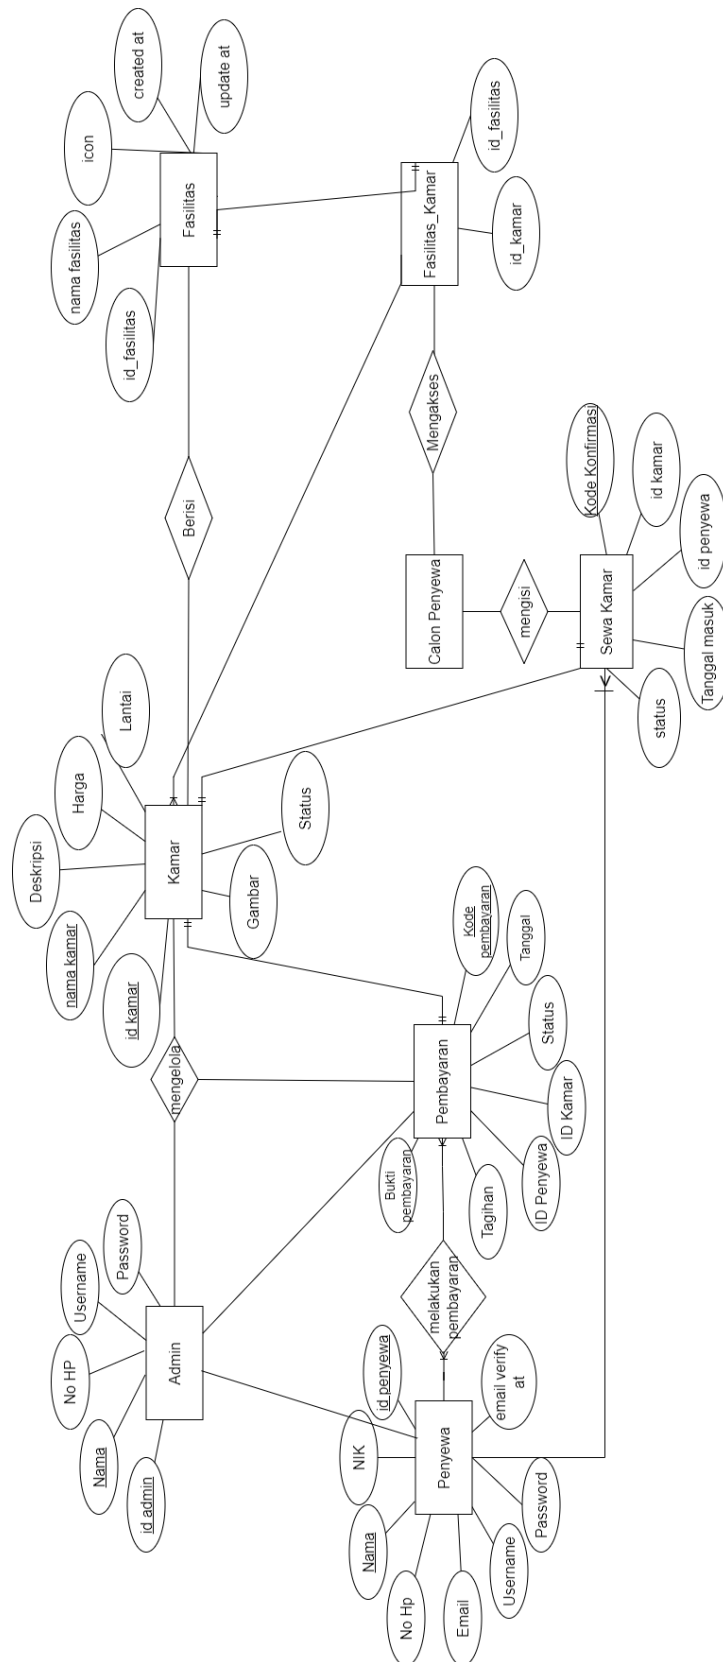 id admin
Nama
No HP
Username
Password
Admin
mengelola
id kamar
nama kamar
Deskripsi
Harga
Lantai
Kamar
Gambar
Status
Berisi
id_fasilitas
nama fasilitas
icon
created at
update at
Fasilitas
No Hp
Nama
NIK
id penyewa
Penyewa
Email
Username
Password
email verify
at
melakukan
pembayaran
Bukti
pembayaran
Pembayaran
Kode
pembayaran
Tanggal
Status
ID Kamar
ID Penyewa
Tagihan
Calon Penyewa
Mengakses
Fasilitas_Kamar
id_kamar
id_fasilitas
mengisi
Sewa Kamar
Kode Konfirmasi
id kamar
id penyewa
Tanggal masuk
status